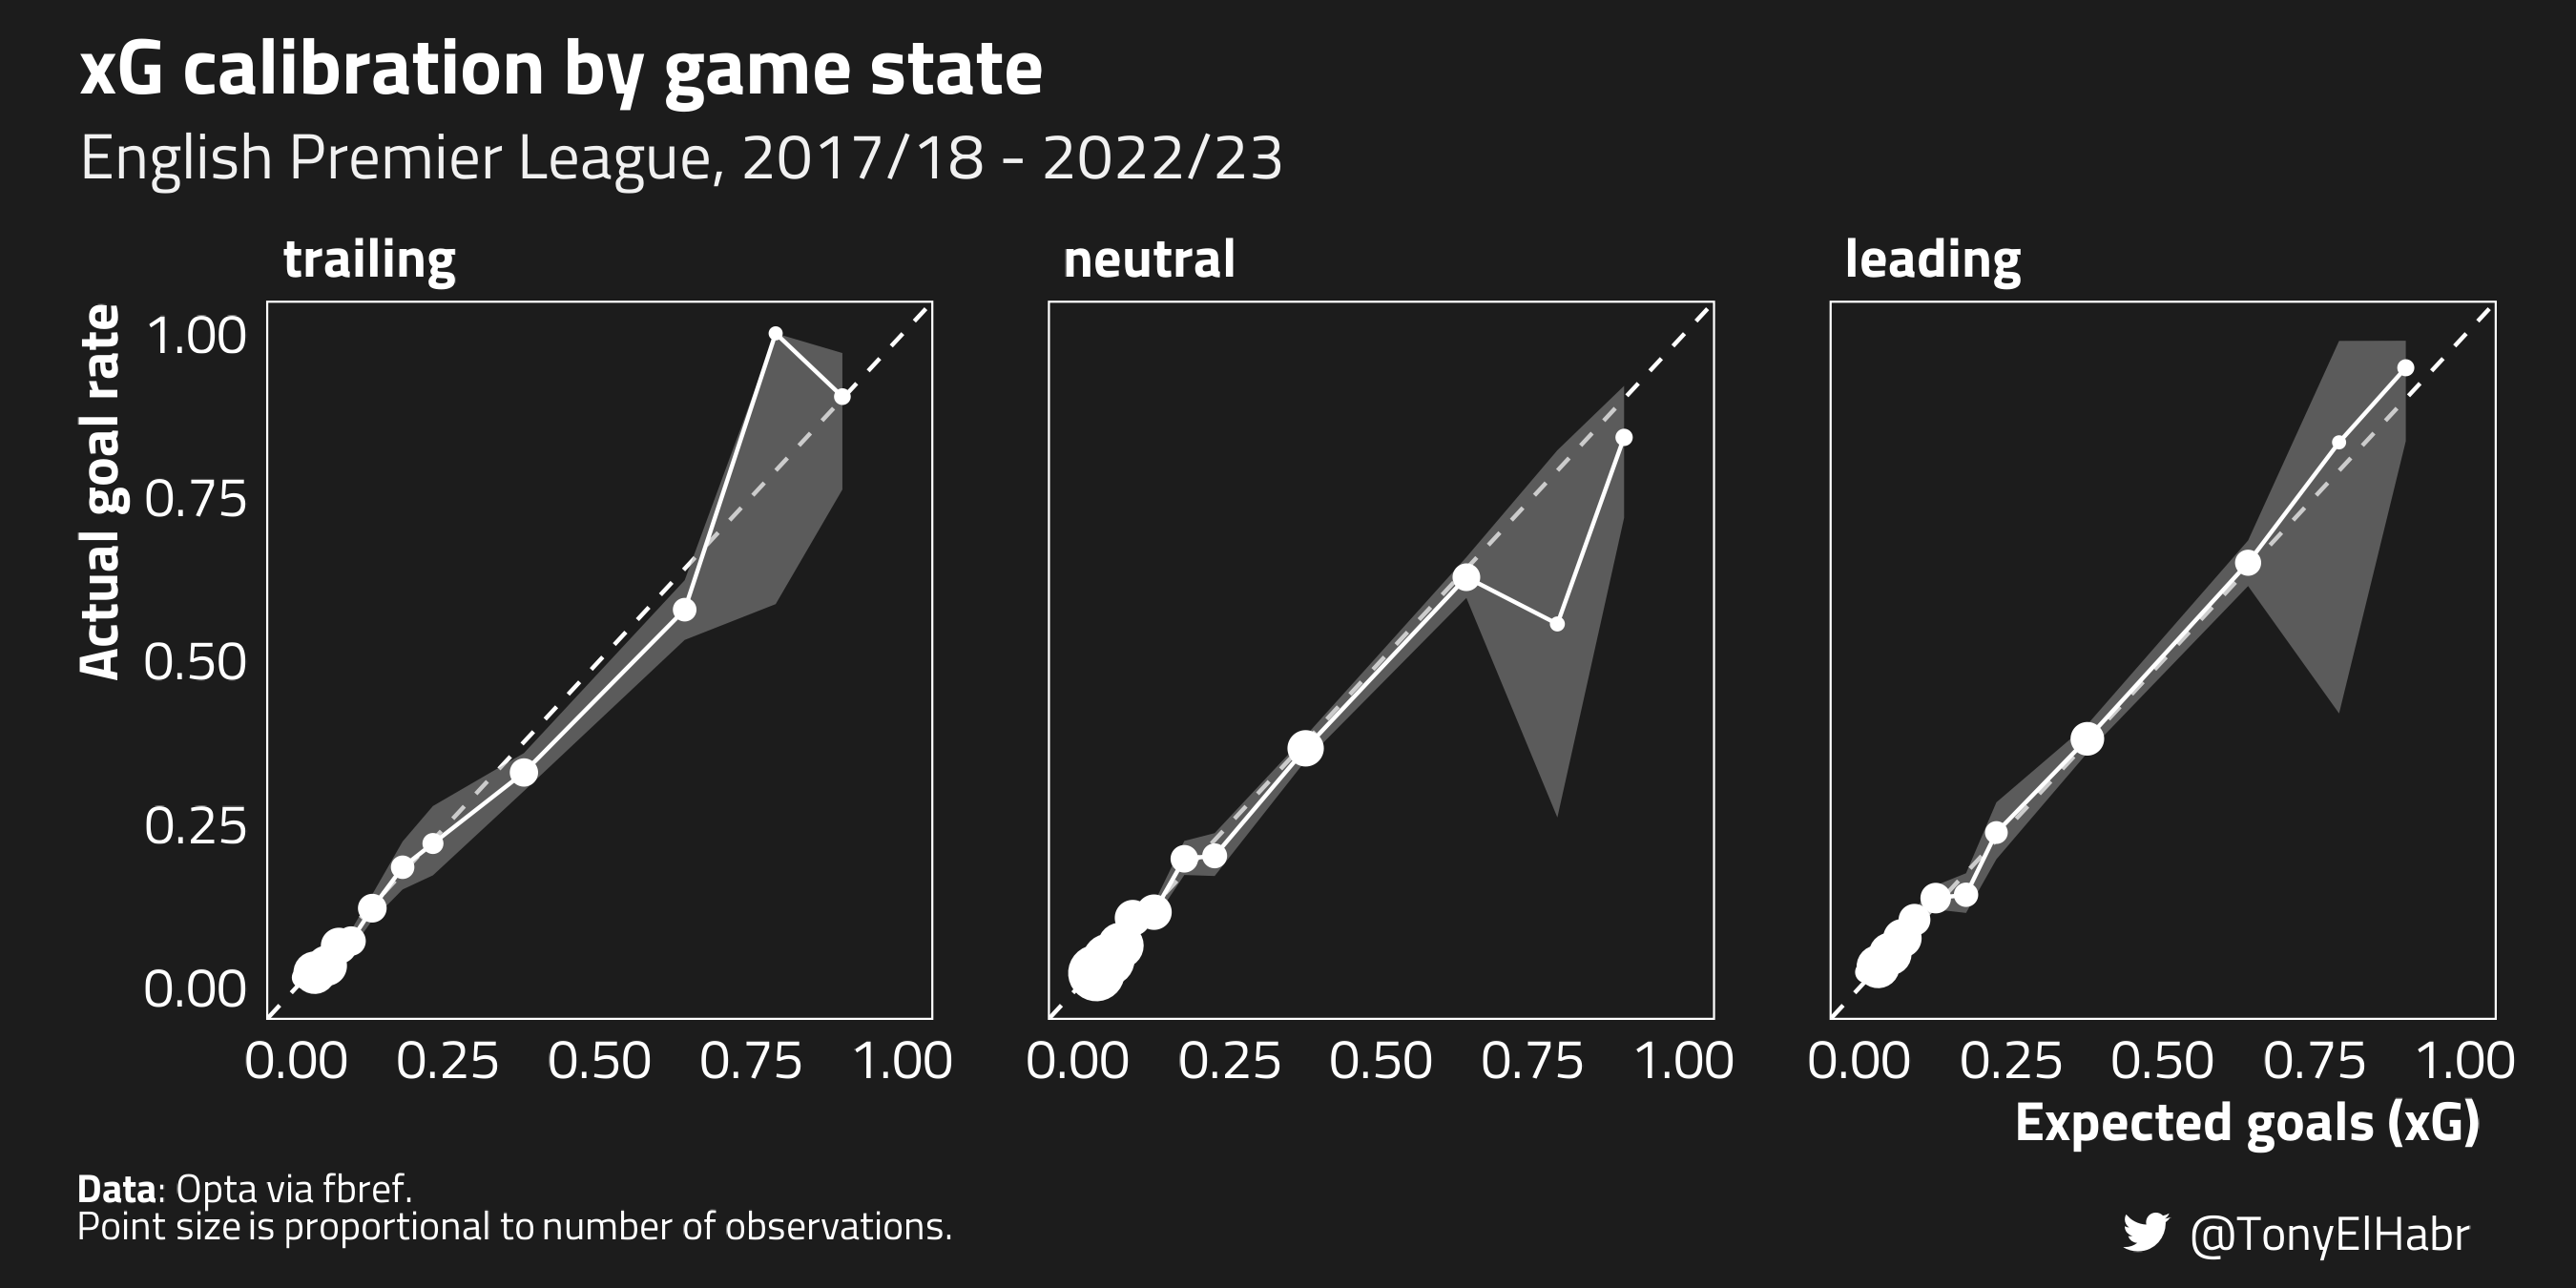 xG calibration by game state
English Premier League, 2017/18 - 2022/23
trailing
neutral
leading
Actual goal rate
1.00
0.75
0.50
0.25
0.00
0.00 0.25 0.50 0.75 1.00
0.00 0.25 0.50 0.75 1.00
0.00 0.25 0.50 0.75 1.00
Expected goals (xG)
Data: Opta via fbref.
Point size is proportional to number of observations.
@TonyElHabr